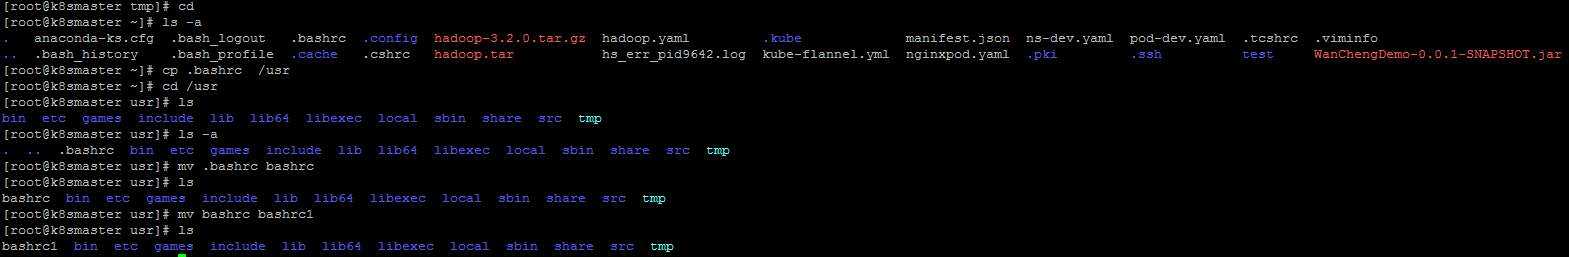 [root@k8smaster tmp]# cd
[root@k8smaster ~]# ls -a
.   anaconda-ks.cfg  .bash_logout   .bashrc  .config  hadoop-3.2.0.tar.gz  hadoop.yaml         .kube             manifest.json  ns-dev.yaml  pod-dev.yaml  .tcshrc  .viminfo
..  .bash_history    .bash_profile  .cache   .cshrc   hadoop.tar           hs_err_pid9642.log  kube-flannel.yml  nginxpod.yaml  .pki         .ssh          test     WanChengDemo-0.0.1-SNAPSHOT.jar
[root@k8smaster ~]# cp .bashrc  /usr
[root@k8smaster ~]# cd /usr
[root@k8smaster usr]# ls
bin  etc  games  include  lib  lib64  libexec  local  sbin  share  src  tmp
[root@k8smaster usr]# ls -a
.  ..  .bashrc  bin  etc  games  include  lib  lib64  libexec  local  sbin  share  src  tmp
[root@k8smaster usr]# mv .bashrc bashrc
[root@k8smaster usr]# ls
bashrc  bin  etc  games  include  lib  lib64  libexec  local  sbin  share  src  tmp
[root@k8smaster usr]# mv bashrc bashrc1
[root@k8smaster usr]# ls
bashrc1  bin  etc  games  include  lib  lib64  libexec  local  sbin  share  src  tmp